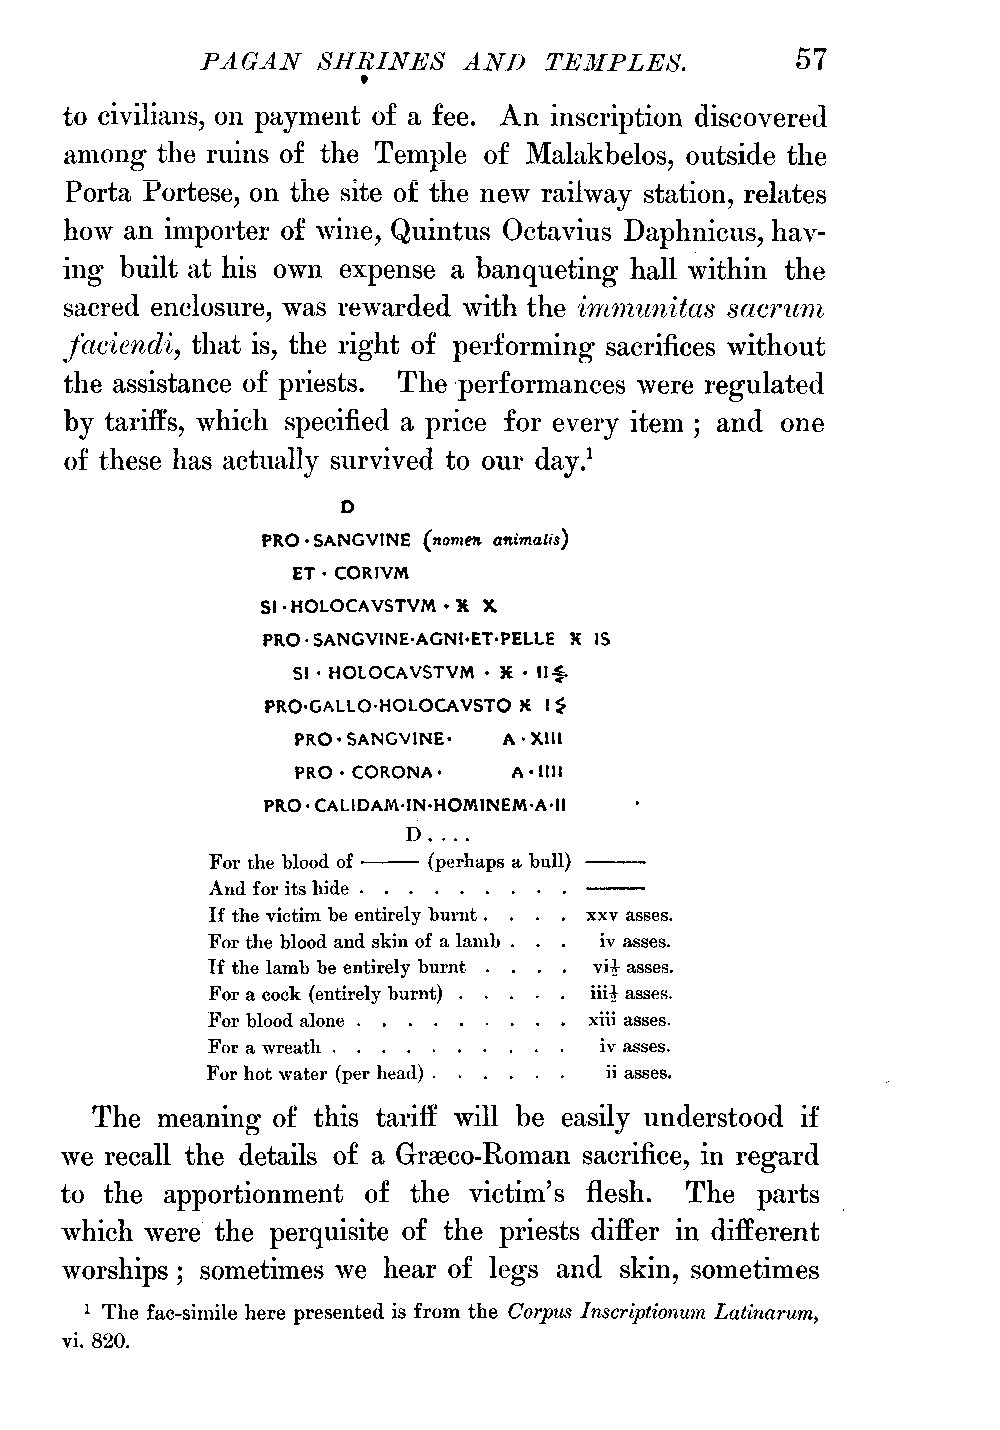 PAGAN SHRINES AND TEMPLES. 57
to civilians, on payment of a fee. An inscription discovered
among the ruins of the Temple of Malakbelos, outside the
Porta Portese, on the site of the new railway station, relates
how an importer of wine, Quintus Octavius Daphnicus, hav-
ing built at his own expense a banqueting hall within the
sacred enclosure, was rewarded with the immunitas sacrum
faciendi, that is, the right of performing sacrifices without
the assistance of priests. The performances were regulated
by tariffs, which specified a price for every item ; and one
of these has actually survived to our day.¹
D
PRO · SANGVINE (nomen animalis)
ET · CORIVM
SI · HOLOCAVSTVM · 𐆖 X
PRO · SANGVINE·AGNI·ET·PELLE 𐆖 IS
SI · HOLOCAVSTVM · 𐆖 · IIS
PRO·GALLO·HOLOCAVSTO 𐆖 IS
PRO · SANGVINE · A · XIII
PRO · CORONA · A · IIII
PRO · CALIDAM·IN·HOMINEM·A·II
D . . . .
For the blood of —— (perhaps a bull) ——
And for its hide . . . . . . . . . ——
If the victim be entirely burnt . . . . xxv asses.
For the blood and skin of a lamb . . . iv asses.
If the lamb be entirely burnt . . . . vi½ asses.
For a cock (entirely burnt) . . . . . iii½ asses.
For blood alone . . . . . . . . . xiii asses.
For a wreath . . . . . . . . . . iv asses.
For hot water (per head) . . . . . . ii asses.
The meaning of this tariff will be easily understood if
we recall the details of a Græco-Roman sacrifice, in regard
to the apportionment of the victim's flesh. The parts
which were the perquisite of the priests differ in different
worships ; sometimes we hear of legs and skin, sometimes
¹ The fac-simile here presented is from the Corpus Inscriptionum Latinarum,
vi. 820.